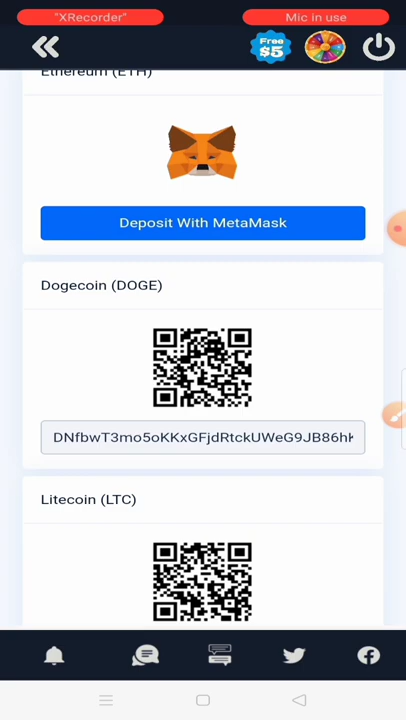 "XRecorder"
Mic in use
Free
$5
Ethereum (ETH)
Deposit With MetaMask
Dogecoin (DOGE)
DNfbwT3mo5oKKxGFjdRtckUWeG9JB86hk
Litecoin (LTC)